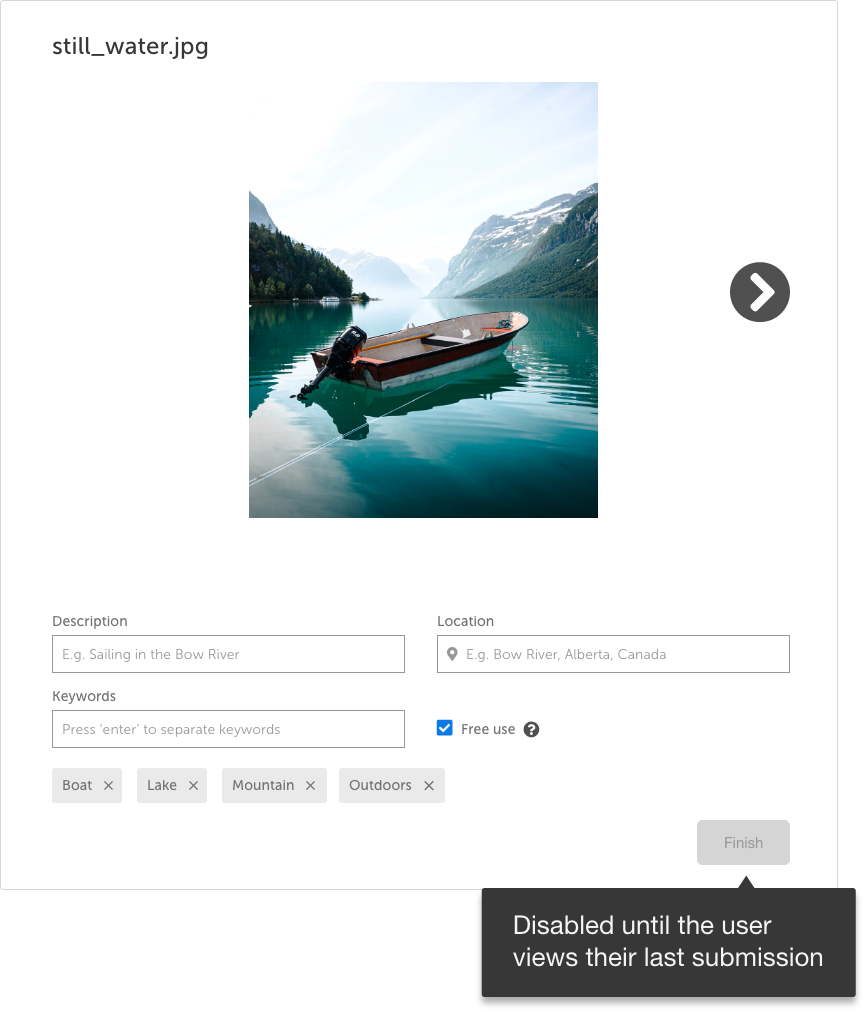 still_water.jpg
Description
Location
E.g. Sailing in the Bow River
E.g. Bow River, Alberta, Canada
Keywords
Press ‘enter’ to separate keywords
Free use
?
Boat ×
Lake ×
Mountain ×
Outdoors ×
Finish
Disabled until the user
views their last submission